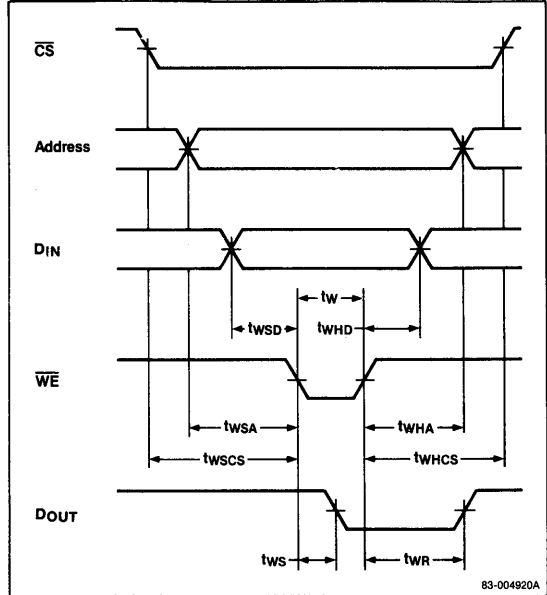 CS
Address
DIN
tW
tWSD tWHD
WE
tWSA tWHA
tWSCS tWHCS
DOUT
tWS tWR
83-004920A